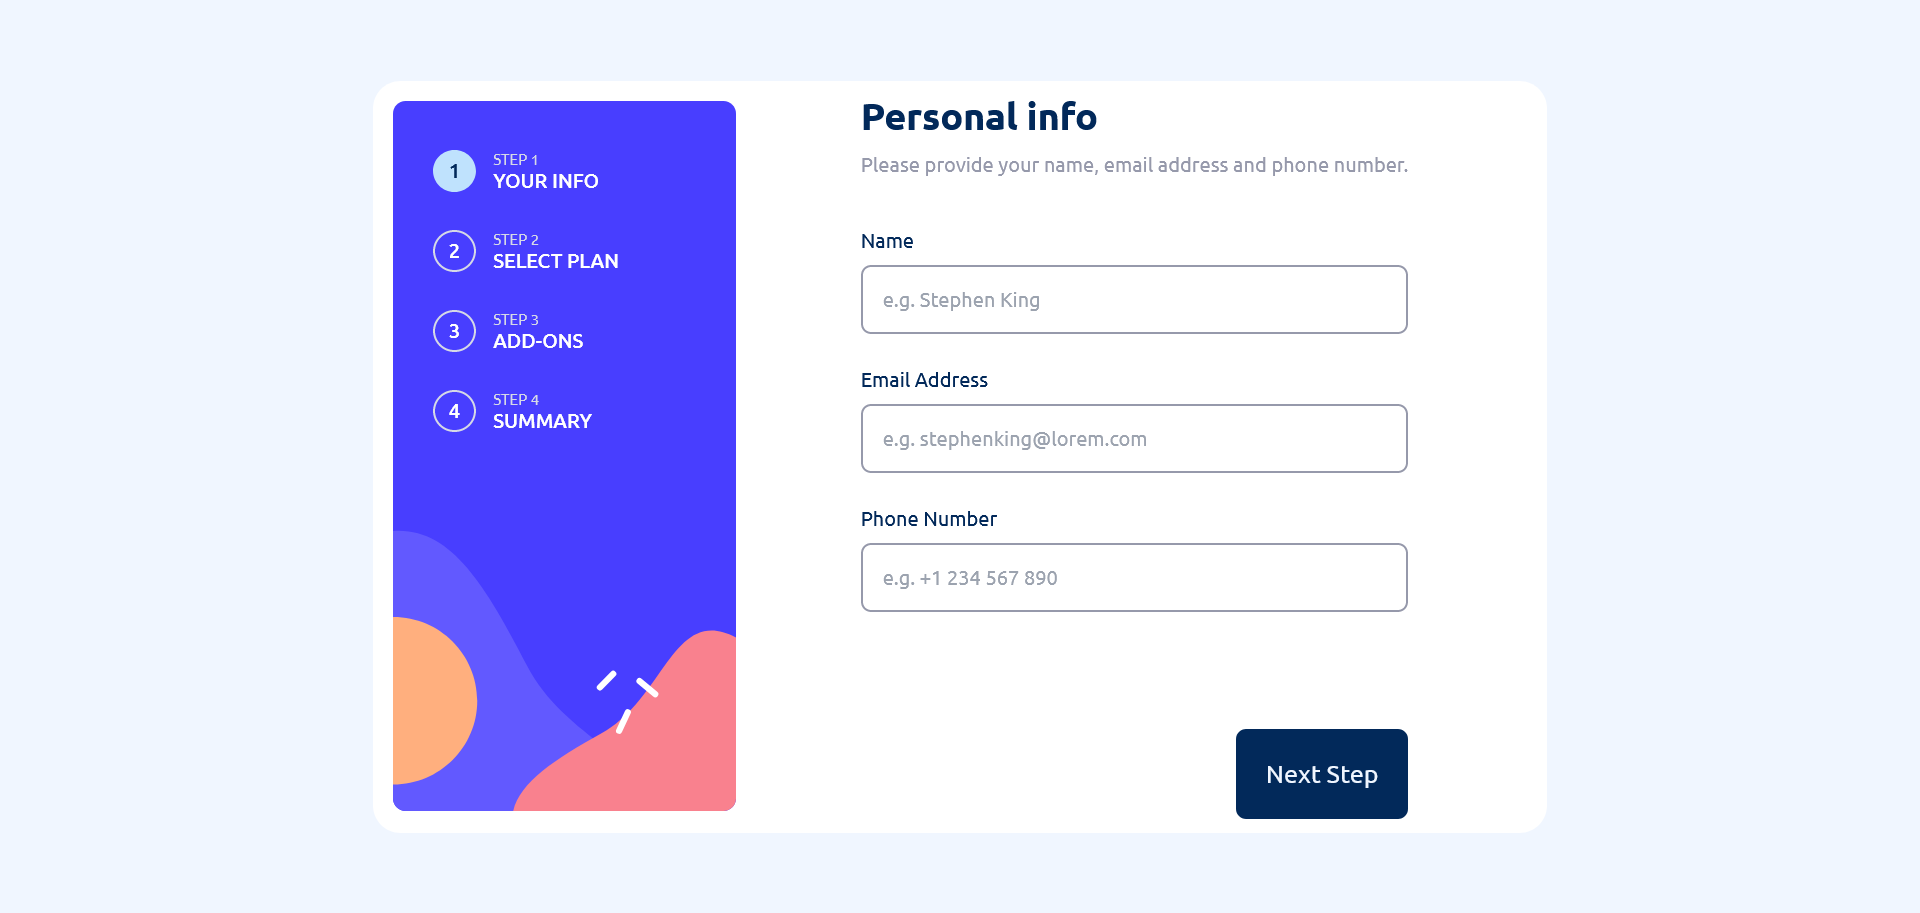 1
STEP 1
YOUR INFO
2
STEP 2
SELECT PLAN
3
STEP 3
ADD-ONS
4
STEP 4
SUMMARY
Personal info
Please provide your name, email address and phone number.
Name
e.g. Stephen King
Email Address
e.g. stephenking@lorem.com
Phone Number
e.g. +1 234 567 890
Next Step